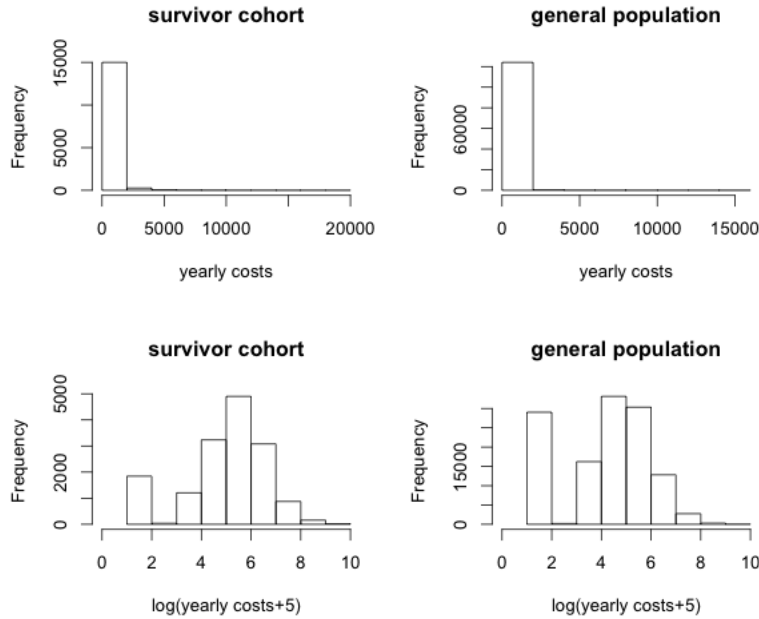 survivor cohort
Frequency
0 5000 15000
0 5000 10000 20000
yearly costs
general population
Frequency
0 60000
0 5000 10000 15000
yearly costs
survivor cohort
Frequency
0 2000 5000
0 2 4 6 8 10
log(yearly costs+5)
general population
Frequency
0 15000
0 2 4 6 8 10
log(yearly costs+5)